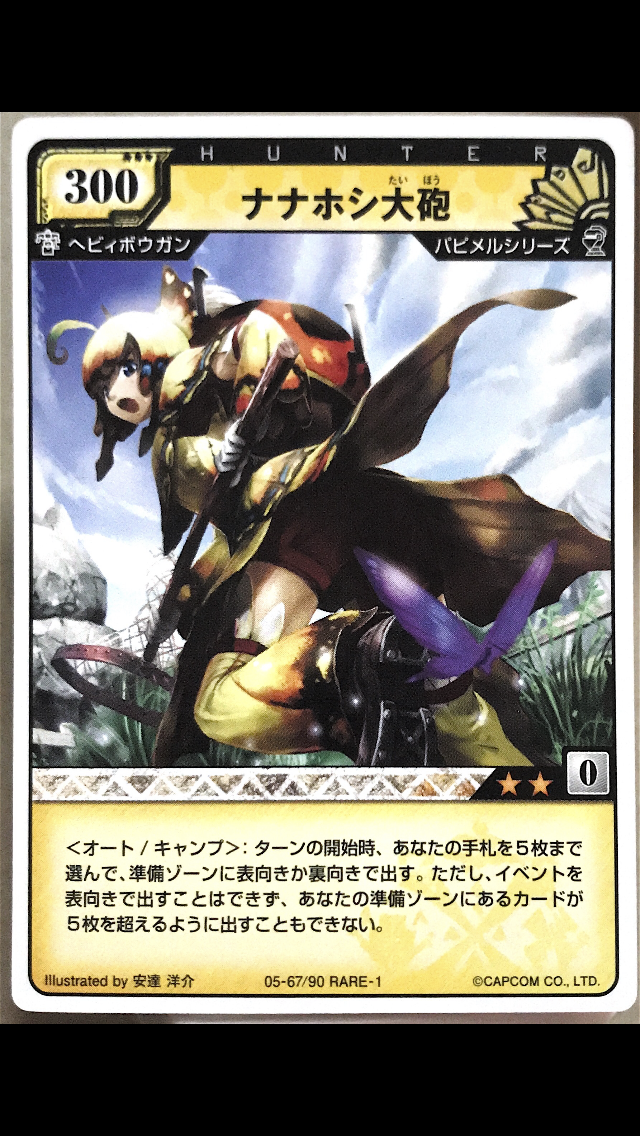 HUNTER
300
たい ほう
ナナホシ大砲
ヘビィボウガン
パピメルシリーズ
0
<オート / キャンプ>: ターンの開始時、あなたの手札を5枚まで
選んで、準備ゾーンに表向きか裏向きで出す。ただし、イベントを
表向きで出すことはできず、あなたの準備ゾーンにあるカードが
5枚を超えるように出すこともできない。
Illustrated by 安達 洋介
05-67/90 RARE-1
©CAPCOM CO., LTD.